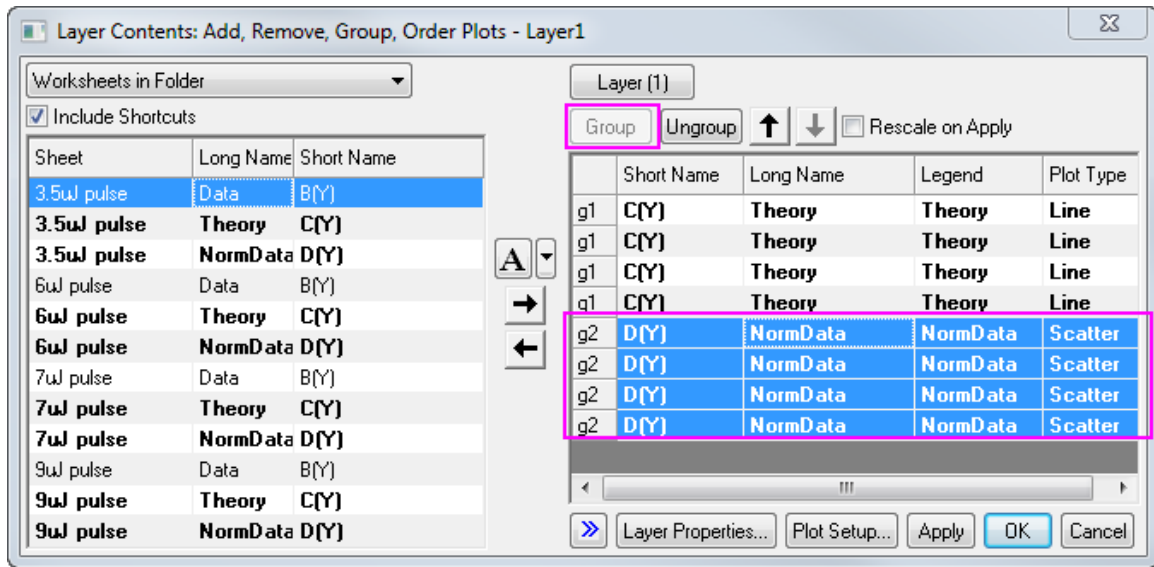 Layer Contents: Add, Remove, Group, Order Plots - Layer1
Worksheets in Folder
Include Shortcuts
Sheet Long Name Short Name
3.5uJ pulse Data B(Y)
3.5uJ pulse Theory C(Y)
3.5uJ pulse NormData D(Y)
6uJ pulse Data B(Y)
6uJ pulse Theory C(Y)
6uJ pulse NormData D(Y)
7uJ pulse Data B(Y)
7uJ pulse Theory C(Y)
7uJ pulse NormData D(Y)
9uJ pulse Data B(Y)
9uJ pulse Theory C(Y)
9uJ pulse NormData D(Y)
A
Layer (1)
Group Ungroup Rescale on Apply
Short Name Long Name Legend Plot Type
g1 C(Y) Theory Theory Line
g1 C(Y) Theory Theory Line
g1 C(Y) Theory Theory Line
g1 C(Y) Theory Theory Line
g2 D(Y) NormData NormData Scatter
g2 D(Y) NormData NormData Scatter
g2 D(Y) NormData NormData Scatter
g2 D(Y) NormData NormData Scatter
Layer Properties... Plot Setup... Apply OK Cancel